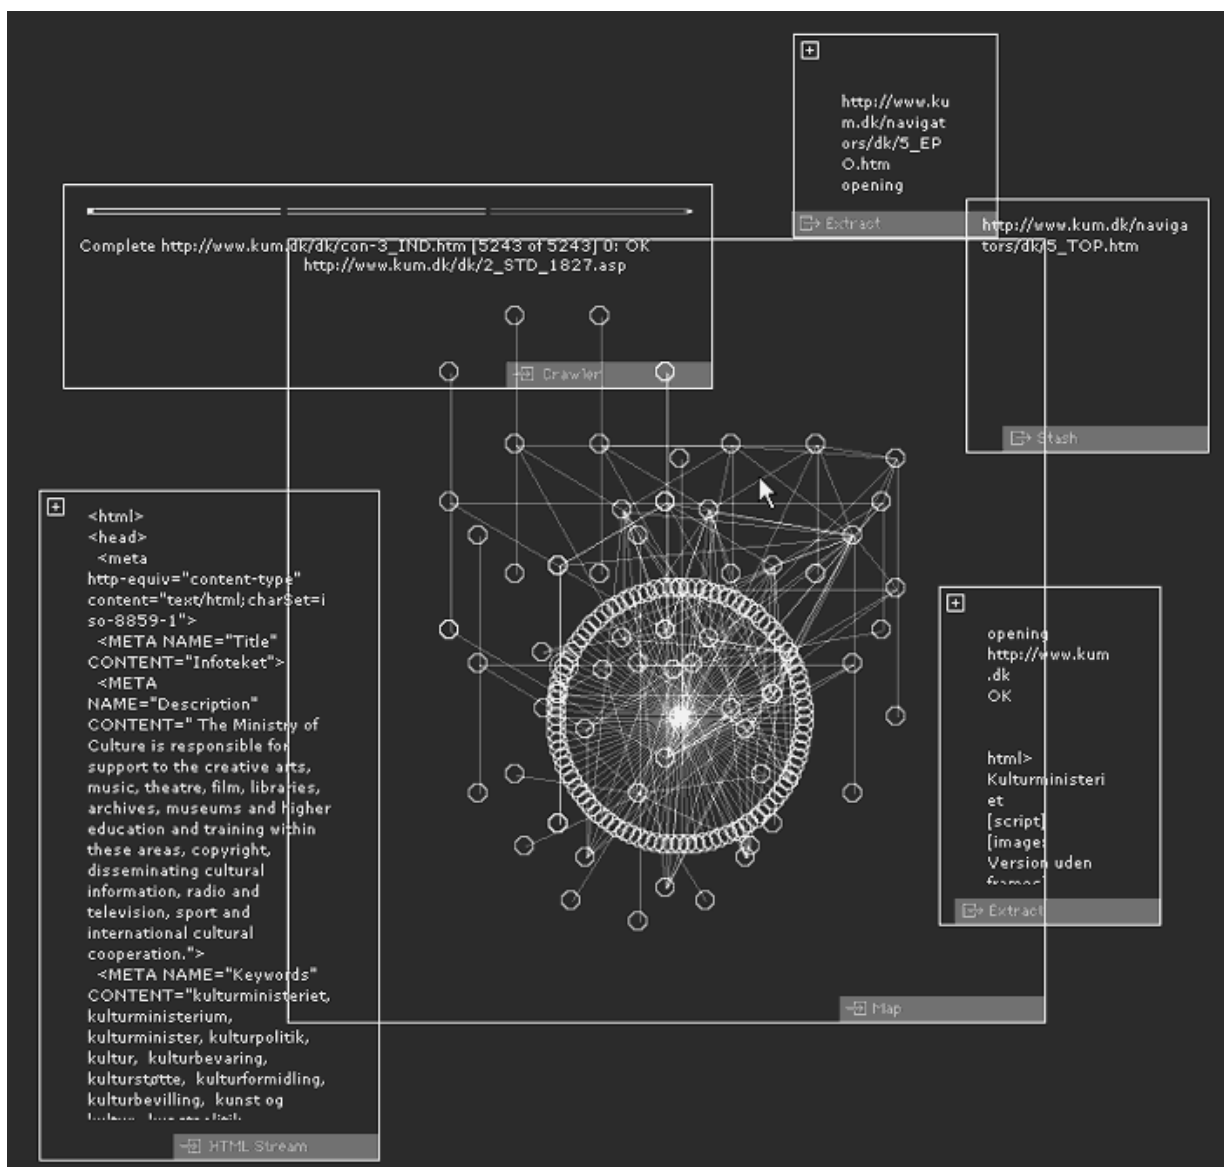 http://www.ku
m.dk/navigat
ors/dk/5_EP
O.htm
opening
Extract
http://www.kum.dk/naviga
tors/dk/5_TOP.htm
Stash
Complete http://www.kum.dk/dk/con-3_IND.htm [5243 of 5243] 0: OK
http://www.kum.dk/dk/2_STD_1827.asp
Crawler
<html>
<head>
<meta
http-equiv="content-type"
content="text/html;charSet=i
so-8859-1">
<META NAME="Title"
CONTENT="Infoteket">
<META
NAME="Description"
CONTENT=" The Ministry of
Culture is responsible for
support to the creative arts,
music, theatre, film, libraries,
archives, museums and higher
education and training within
these areas, copyright,
disseminating cultural
information, radio and
television, sport and
international cultural
cooperation.">
<META NAME="Keywords"
CONTENT="kulturministeriet,
kulturministerium,
kulturminister, kulturpolitik,
kultur, kulturbevaring,
kulturstøtte, kulturformidling,
kulturbevilling, kunst og
HTML Stream
opening
http://www.kum
.dk
OK
html>
Kulturministeri
et
[script]
[image:
Version uden
frames]
Extract
Map